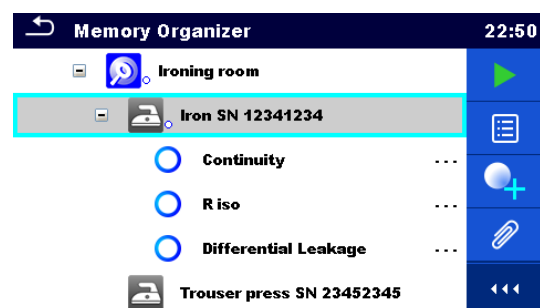 Memory Organizer 22:50
Ironing room
Iron SN 12341234
Continuity ---
R iso ---
Differential Leakage ---
Trouser press SN 23452345